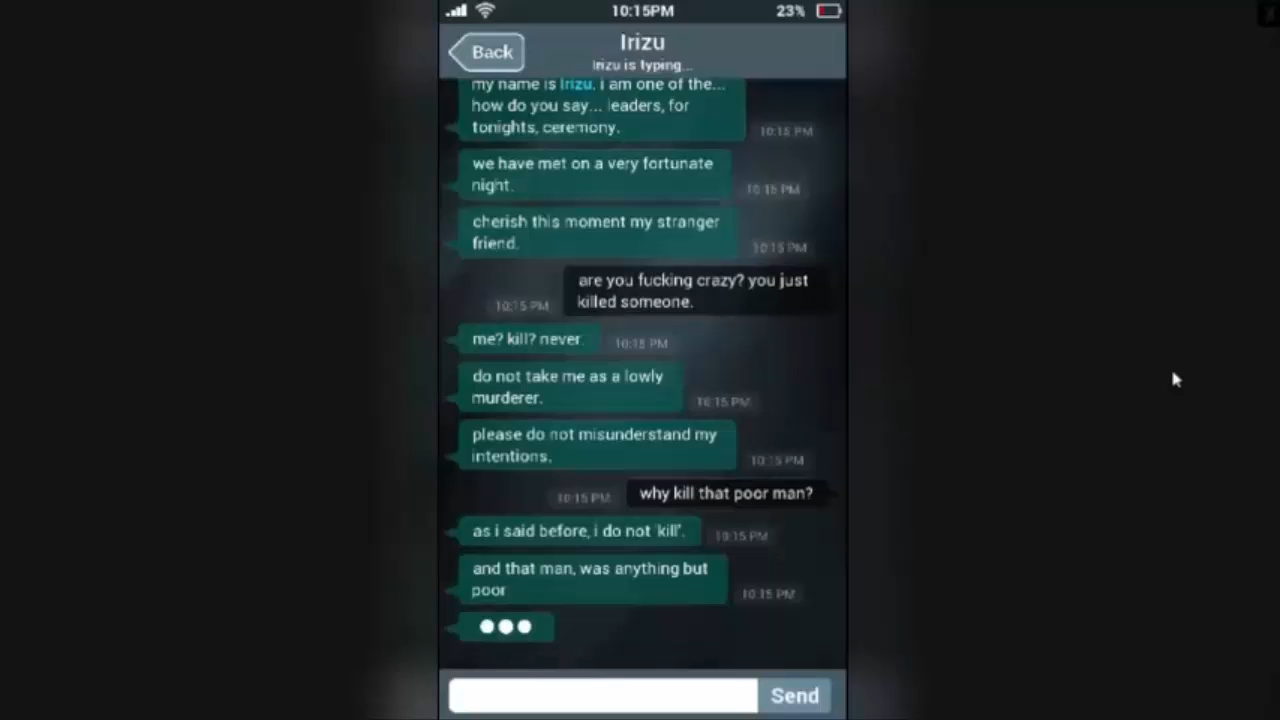 10:15PM
23%
Back
Irizu
Irizu is typing...
my name is Irizu. i am one of the...
how do you say... leaders, for
tonights, ceremony.
10:15 PM
we have met on a very fortunate
night.
10:15 PM
cherish this moment my stranger
friend.
10:15 PM
are you fucking crazy? you just
killed someone.
10:15 PM
me? kill? never.
10:15 PM
do not take me as a lowly
murderer.
10:15 PM
please do not misunderstand my
intentions.
10:15 PM
why kill that poor man?
10:15 PM
as i said before, i do not 'kill'.
10:15 PM
and that man, was anything but
poor
10:15 PM
Send